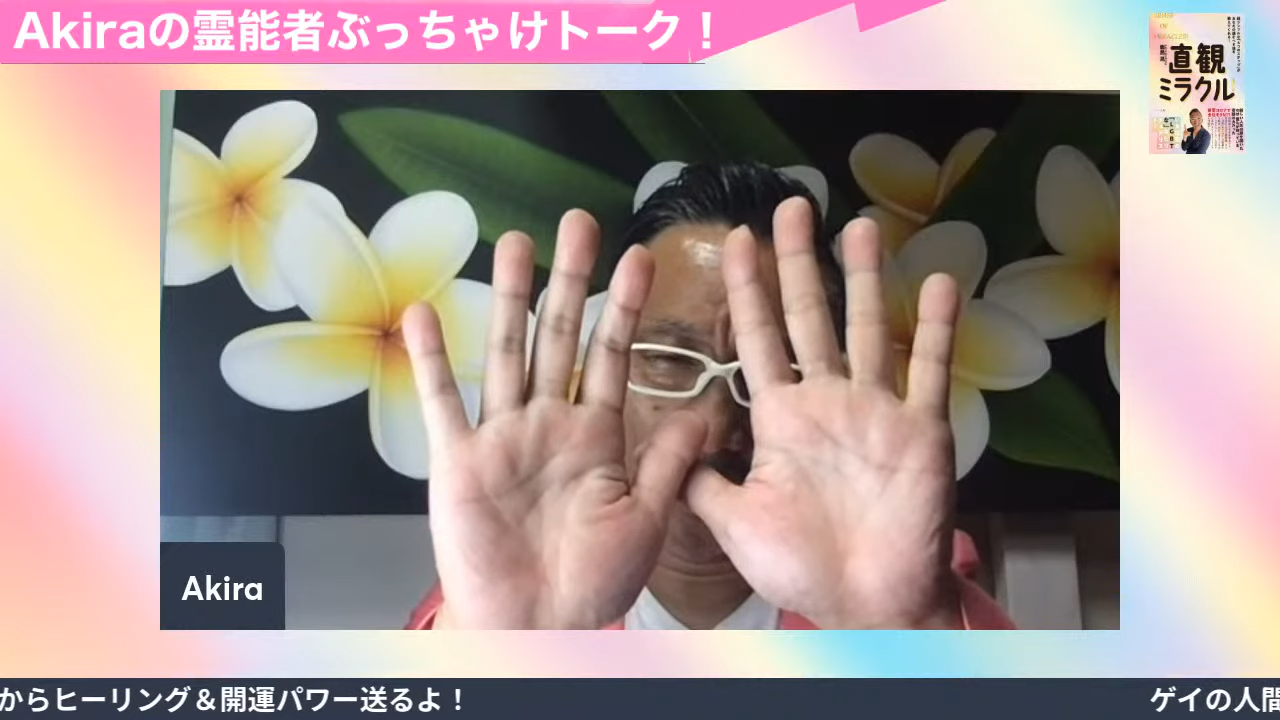 Akiraの霊能者ぶっちゃけトーク！
直観
ミラクル
Akira
からヒーリング＆開運パワー送るよ！
ゲイの人間